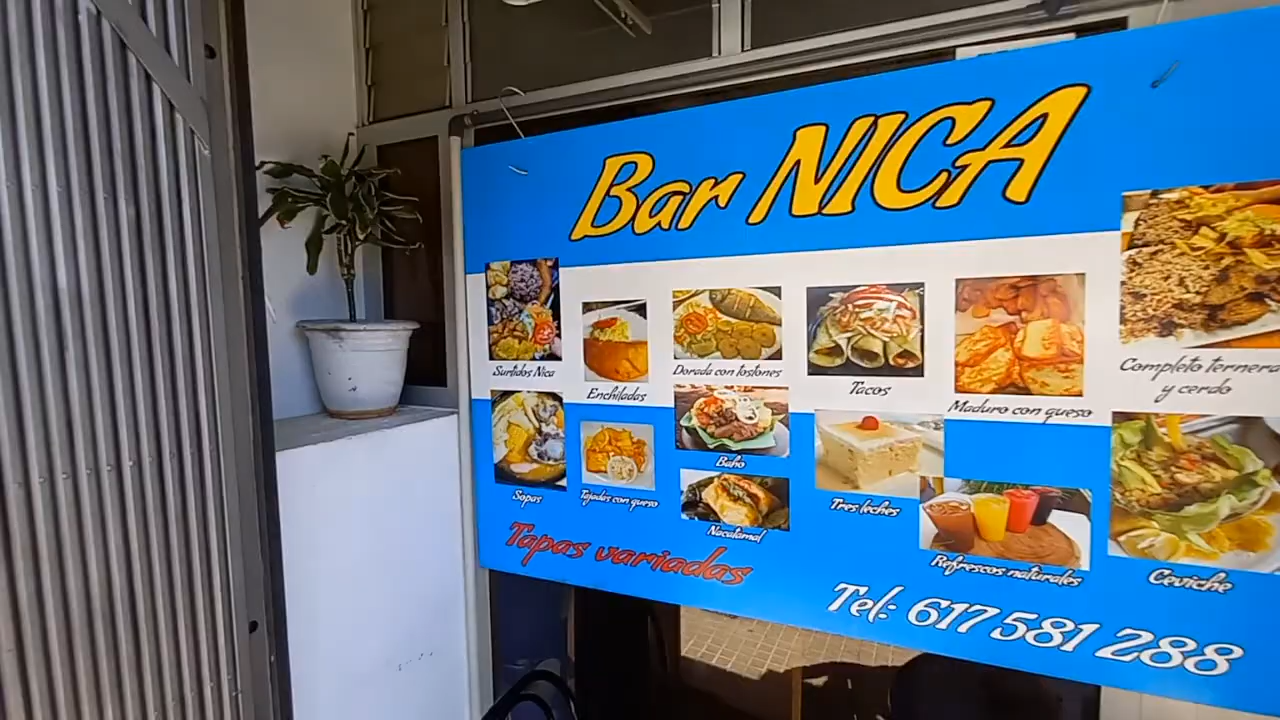 Bar NICA
Surtidos Nica
Enchiladas
Dorada con tostones
Tacos
Maduro con queso
Completo ternera
y cerdo
Sopas
Tajadas con queso
Baho
Nacatamal
Tres leches
Refrescos naturales
Ceviche
Tapas variadas
Tel: 617 581 288